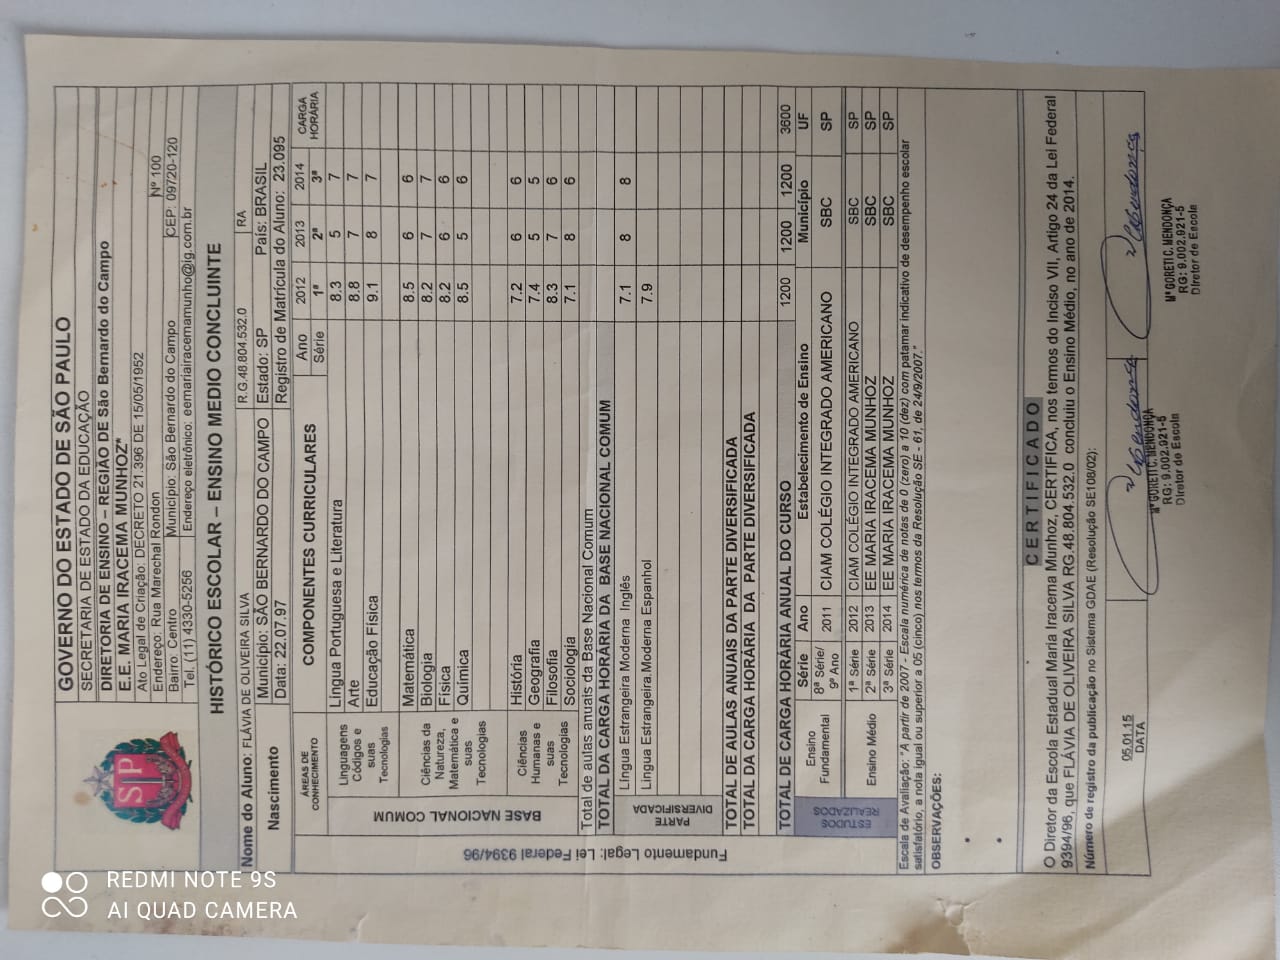 SP
GOVERNO DO ESTADO DE SÃO PAULO
SECRETARIA DE ESTADO DA EDUCAÇÃO
DIRETORIA DE ENSINO – REGIÃO DE São Bernardo do Campo
E.E. MARIA IRACEMA MUNHOZ"
Ato Legal de Criação: DECRETO 21.396 DE 15/05/1952
Endereço: Rua Marechal Rondon Nº 100
Bairro: Centro Município: São Bernardo do Campo CEP: 09720-120
Tel. (11) 4330-5256 Endereço eletrônico: eemariairacemamunho@ig.com.br
HISTÓRICO ESCOLAR – ENSINO MEDIO CONCLUINTE
Nome do Aluno: FLÁVIA DE OLIVEIRA SILVA R.G.48.804.532.0 RA
Nascimento Município: SÃO BERNARDO DO CAMPO Estado: SP País: BRASIL
Data: 22.07.97 Registro de Matrícula do Aluno: 23.095
Fundamento Legal: Lei Federal 9394/96
ÁREAS DE CONHECIMENTO COMPONENTES CURRICULARES Ano 2012 2013 2014 CARGA HORÁRIA
Série 1ª 2ª 3ª
BASE NACIONAL COMUM
Linguagens Códigos e suas Tecnologias
Língua Portuguesa e Literatura 8.3 5 7
Arte 8.8 7 7
Educação Física 9.1 8 7
Ciências da Natureza, Matemática e suas Tecnologias
Matemática 8.5 6 6
Biologia 8.2 7 7
Física 8.2 6 6
Química 8.5 5 6
Ciências Humanas e suas Tecnologias
História 7.2 6 6
Geografia 7.4 5 5
Filosofia 8.3 7 6
Sociologia 7.1 8 6
Total de aulas anuais da Base Nacional Comum
TOTAL DA CARGA HORÁRIA DA BASE NACIONAL COMUM
PARTE DIVERSIFICADA
Língua Estrangeira Moderna Inglês 7.1 8 8
Língua Estrangeira.Moderna Espanhol 7.9
TOTAL DE AULAS ANUAIS DA PARTE DIVERSIFICADA
TOTAL DA CARGA HORÁRIA DA PARTE DIVERSIFICADA
TOTAL DE CARGA HORÁRIA ANUAL DO CURSO 1200 1200 1200 3600
ESTUDOS REALIZADOS
Série Ano Estabelecimento de Ensino Município UF
Ensino Fundamental 8ª Série/ 9º Ano 2011 CIAM COLÉGIO INTEGRADO AMERICANO SBC SP
Ensino Médio
1ª Série 2012 CIAM COLÉGIO INTEGRADO AMERICANO SBC SP
2ª Série 2013 EE MARIA IRACEMA MUNHOZ SBC SP
3ª Série 2014 EE MARIA IRACEMA MUNHOZ SBC SP
Escala de Avaliação: "A partir de 2007 - Escala numérica de notas de 0 (zero) a 10 (dez) com patamar indicativo de desempenho escolar
satisfatório, a nota igual ou superior a 05 (cinco) nos termos da Resolução SE - 61, de 24/9/2007."
OBSERVAÇÕES:
CERTIFICADO
O Diretor da Escola Estadual Maria Iracema Munhoz, CERTIFICA, nos termos do Inciso VII, Artigo 24 da Lei Federal
9394/96, que FLÁVIA DE OLIVEIRA SILVA RG.48.804.532.0 concluiu o Ensino Médio, no ano de 2014.
Número de registro da publicação no Sistema GDAE (Resolução SE108/02):
05.01.15
DATA
Mª GORETI C. MENDONÇA
RG: 9.002.921-5
Diretor de Escola
Mª GORETI C. MENDONÇA
RG: 9.002.921-5
Diretor de Escola
REDMI NOTE 9S
AI QUAD CAMERA